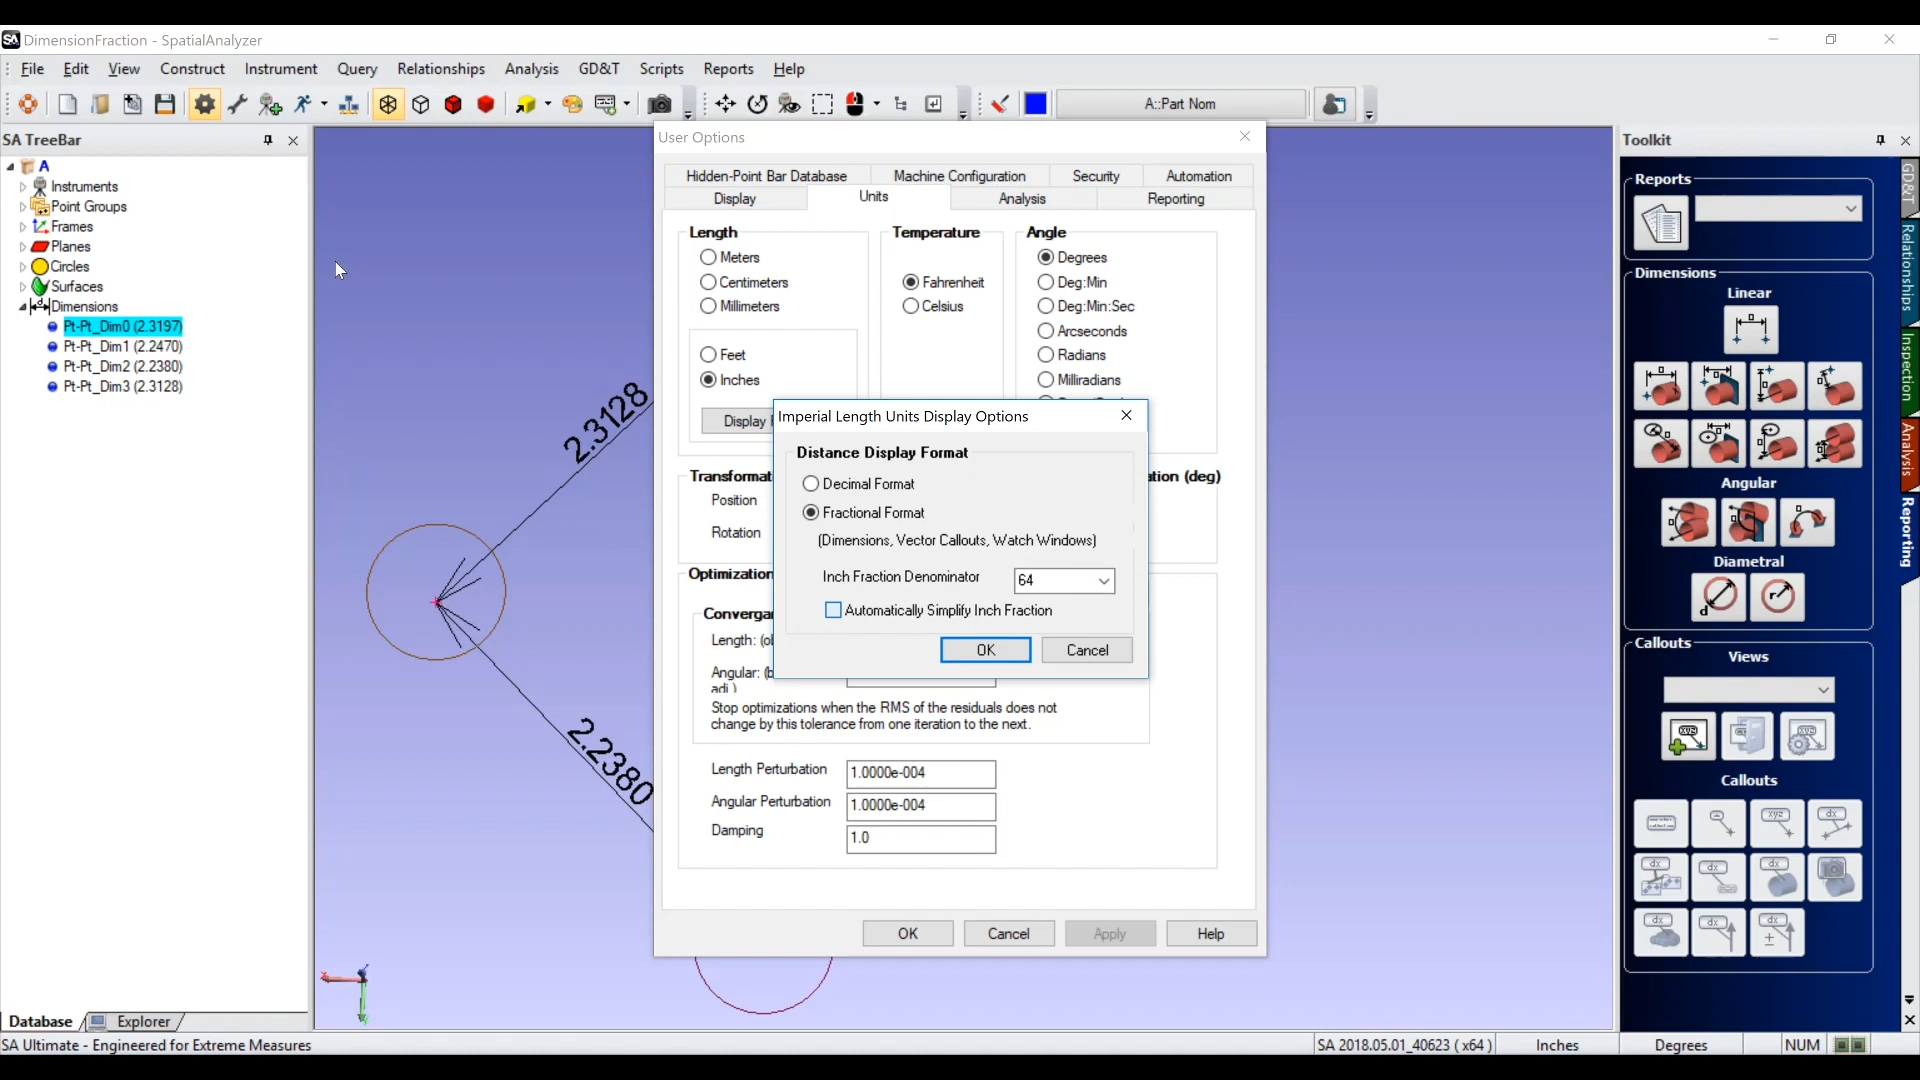 SA DimensionFraction - SpatialAnalyzer
File Edit View Construct Instrument Query Relationships Analysis GD&T Scripts Reports Help
A::Part Nom
SA TreeBar
A
Instruments
Point Groups
Frames
Planes
Circles
Surfaces
Dimensions
Pt-Pt_Dim0 (2.3197)
Pt-Pt_Dim1 (2.2470)
Pt-Pt_Dim2 (2.2380)
Pt-Pt_Dim3 (2.3128)
Database Explorer
2.3128
2.2380
User Options
Hidden-Point Bar Database Machine Configuration Security Automation
Display Units Analysis Reporting
Length Temperature Angle
Meters
Centimeters
Millimeters
Feet
Inches
Display
Fahrenheit
Celsius
Degrees
Deg:Min
Deg:Min:Sec
Arcseconds
Radians
Milliradians
Transformat
ation (deg)
Position
Rotation
Optimization
Converga
Length: (ob
Angular: (b
adj.)
Stop optimizations when the RMS of the residuals does not
change by this tolerance from one iteration to the next.
Length Perturbation 1.0000e-004
Angular Perturbation 1.0000e-004
Damping 1.0
OK Cancel Apply Help
Imperial Length Units Display Options
Distance Display Format
Decimal Format
Fractional Format
(Dimensions, Vector Callouts, Watch Windows)
Inch Fraction Denominator 64
Automatically Simplify Inch Fraction
OK Cancel
Toolkit
Reports
Dimensions
Linear
Angular
Diametral
d
r
Callouts
Views
Callouts
GD&T
Relationships
Inspection
Analysis
Reporting
SA Ultimate - Engineered for Extreme Measures
SA 2018.05.01_40623 ( x64 ) Inches Degrees NUM